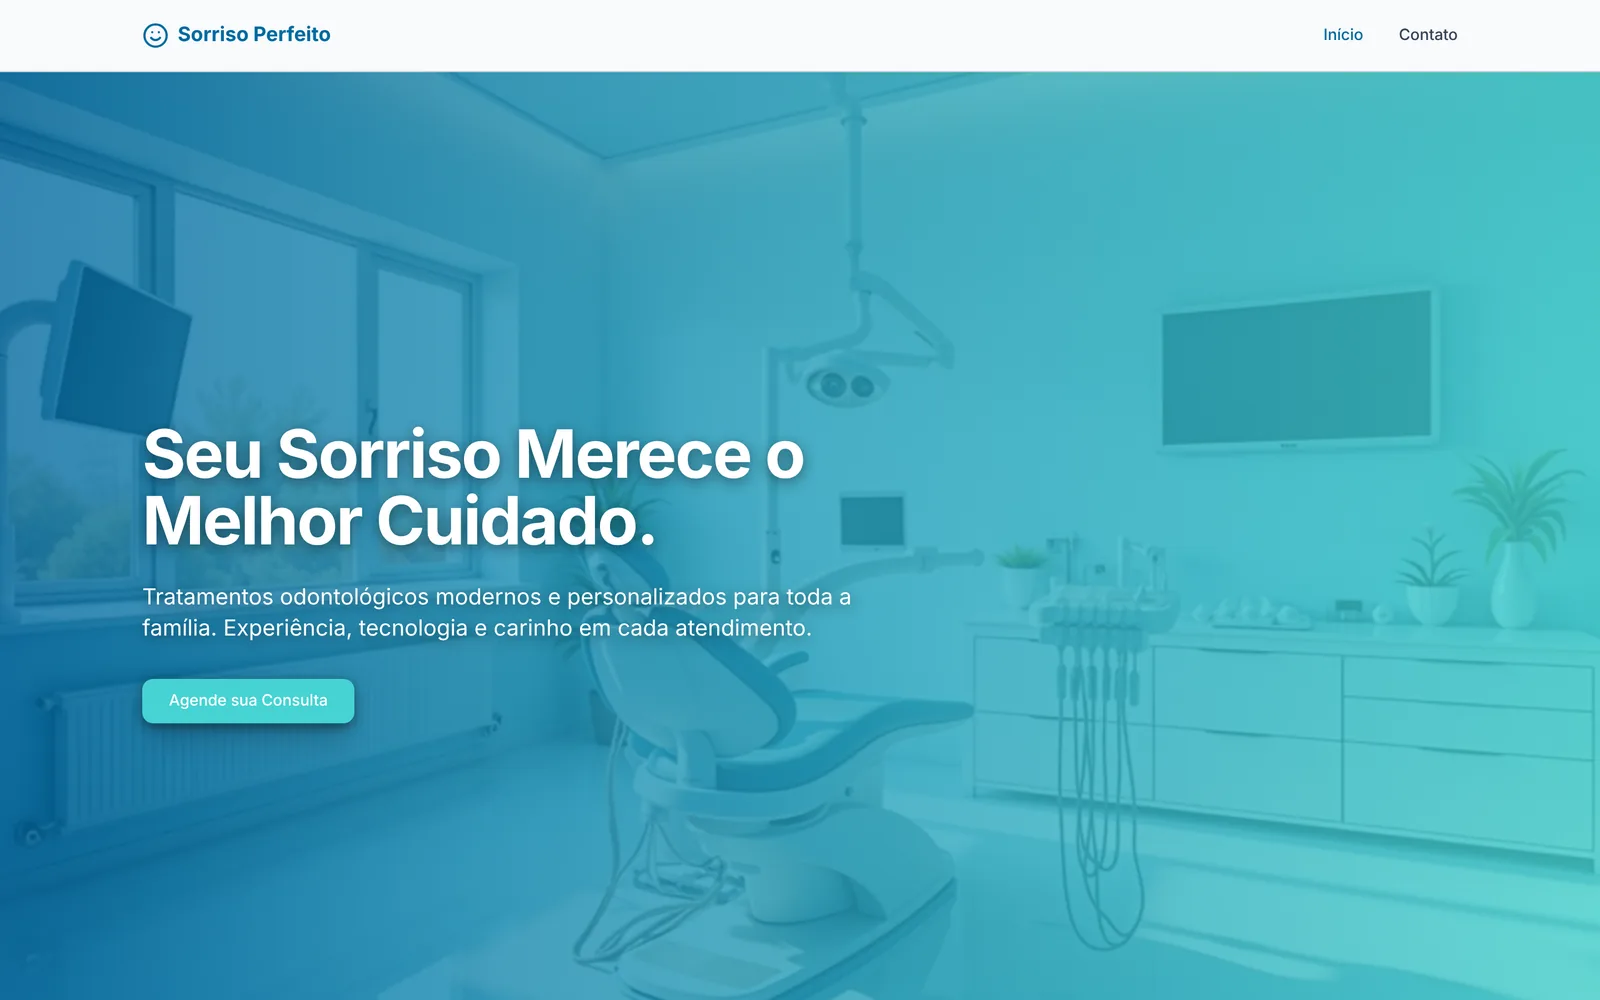 Sorriso Perfeito
Início
Contato
Seu Sorriso Merece o
Melhor Cuidado.
Tratamentos odontológicos modernos e personalizados para toda a
família. Experiência, tecnologia e carinho em cada atendimento.
Agende sua Consulta